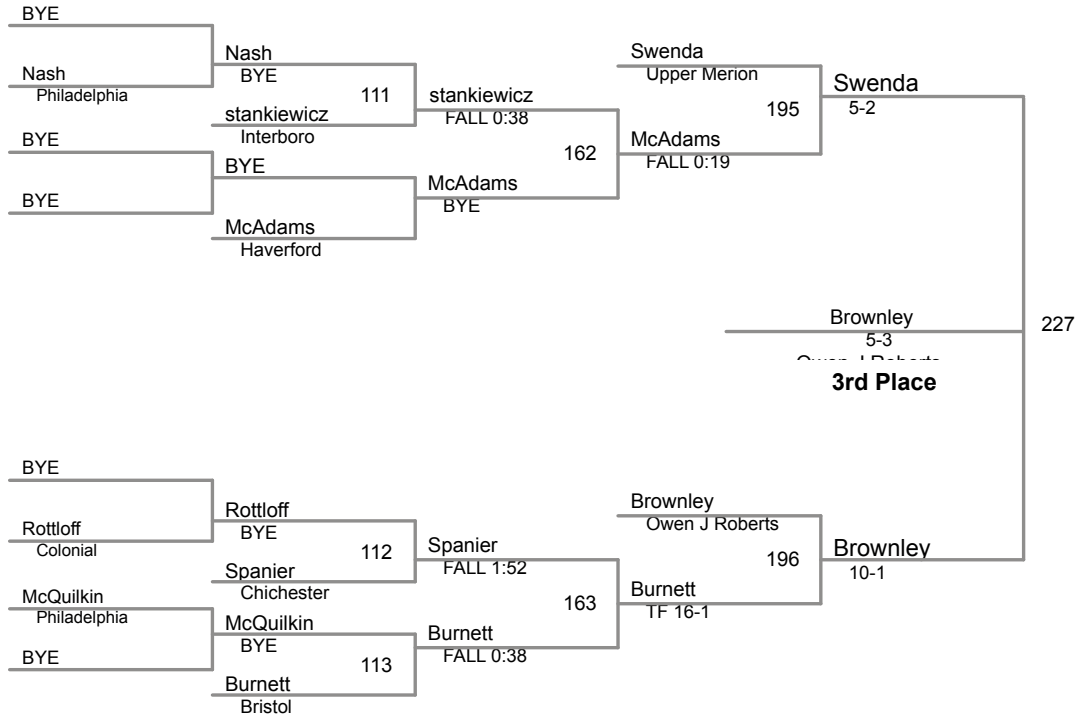 BYE
Nash
Philadelphia
Nash
BYE
111
stankiewicz
Interboro
stankiewicz
FALL 0:38
BYE
BYE
BYE
McAdams
Haverford
McAdams
BYE
162
Swenda
Upper Merion
McAdams
FALL 0:19
195
Swenda
5-2
Brownley
5-3
Owen J Roberts
3rd Place
227
BYE
Rottloff
Colonial
Rottloff
BYE
112
Spanier
Chichester
Spanier
FALL 1:52
McQuilkin
Philadelphia
BYE
McQuilkin
BYE
113
Burnett
Bristol
Burnett
FALL 0:38
163
Brownley
Owen J Roberts
Burnett
TF 16-1
196
Brownley
10-1